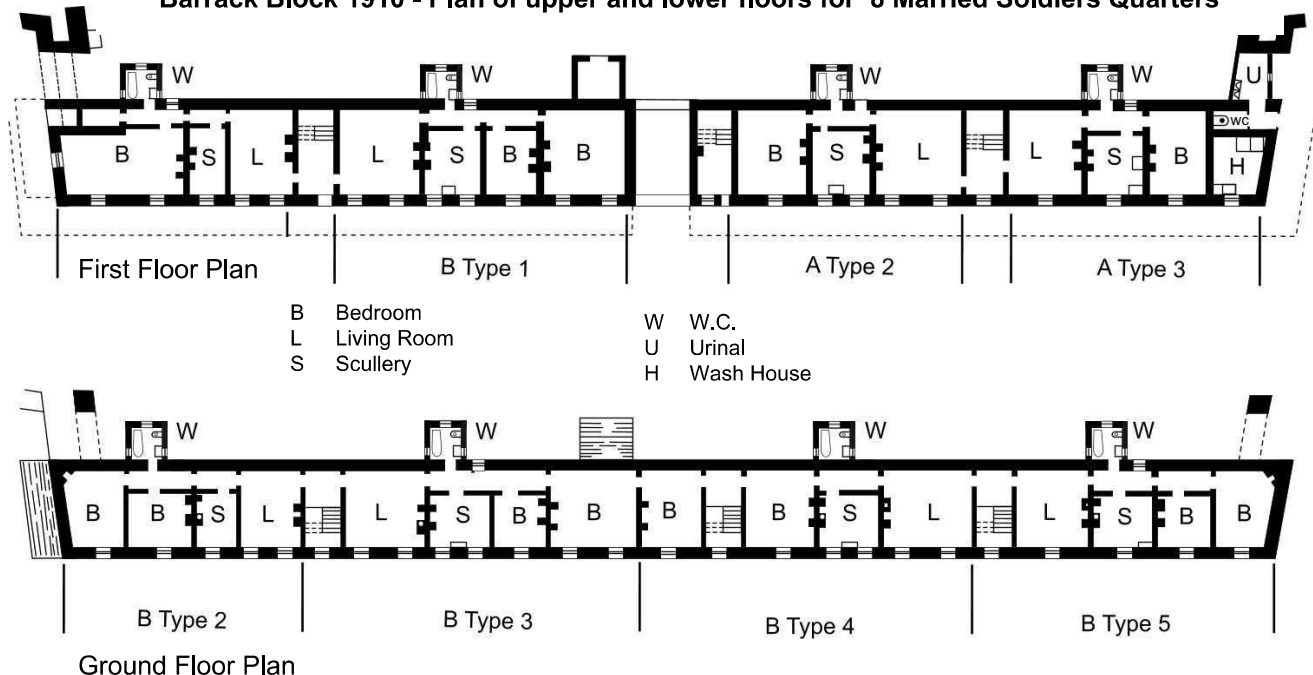 Barrack Block 1910 - Plan of upper and lower floors for 8 Married Soldiers Quarters
W W W W U
WC
B S L L S B B B S L L S B H
First Floor Plan
B Type 1
A Type 2
A Type 3
B Bedroom
L Living Room
S Scullery
W W.C.
U Urinal
H Wash House
W W W W
B B S L L S B B B B S L L S B B
B Type 2
B Type 3
B Type 4
B Type 5
Ground Floor Plan